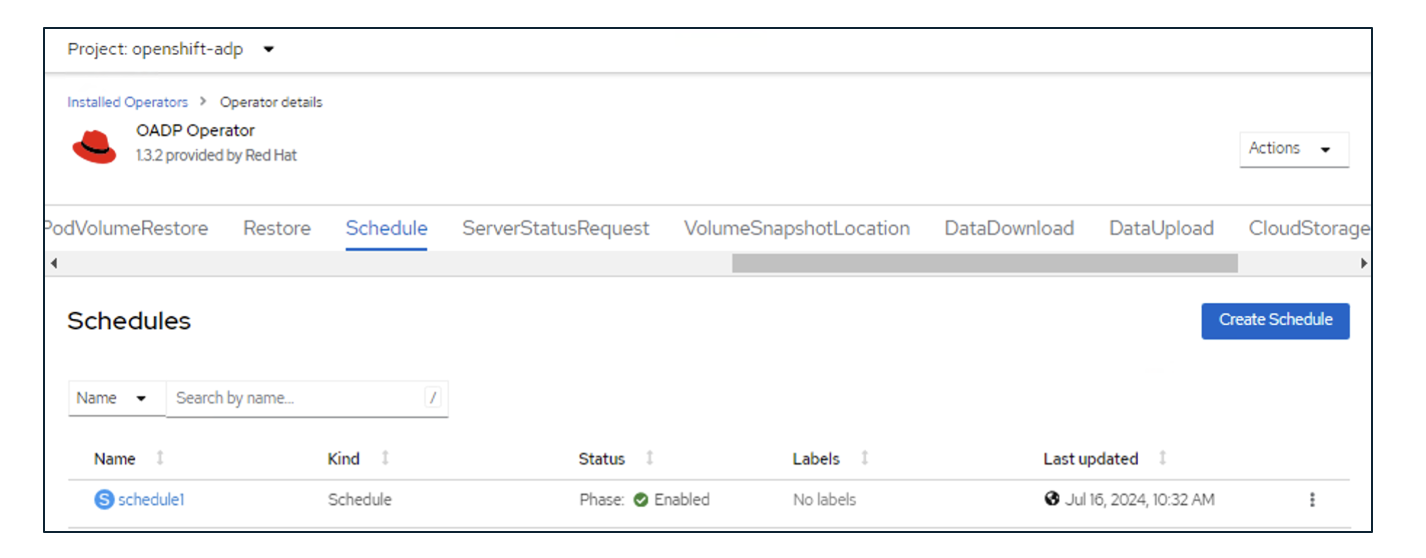 Project: openshift-adp
Installed Operators > Operator details
OADP Operator
1.3.2 provided by Red Hat
Actions
PodVolumeRestore Restore Schedule ServerStatusRequest VolumeSnapshotLocation DataDownload DataUpload CloudStorage
Schedules
Create Schedule
Name Search by name... /
Name Kind Status Labels Last updated
S schedule1 Schedule Phase: Enabled No labels Jul 16, 2024, 10:32 AM